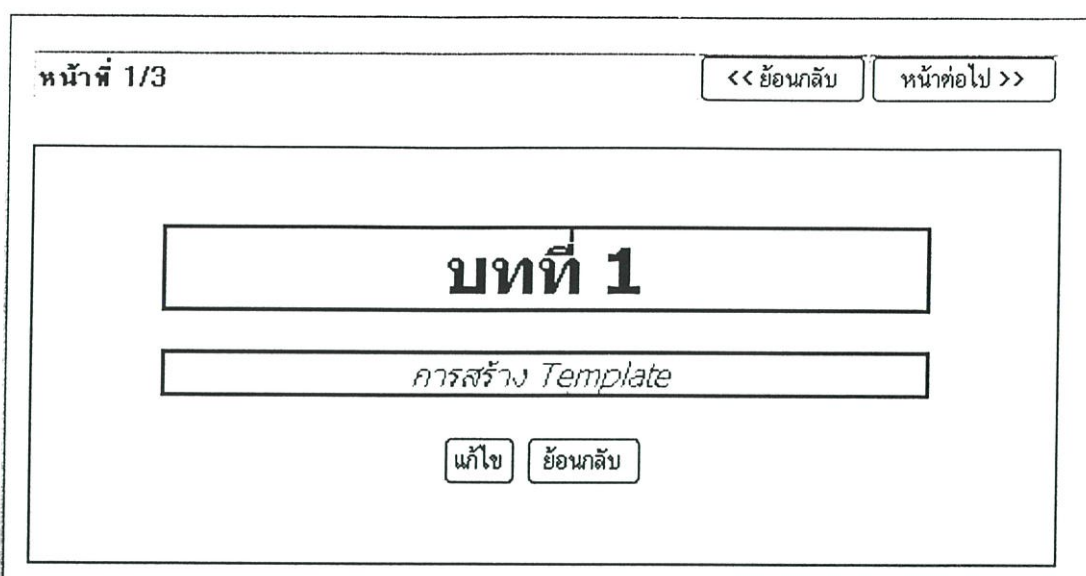 หน้าที่ 1/3
<< ย้อนกลับ หน้าต่อไป >>
บทที่ 1
การสร้าง Template
แก้ไข ย้อนกลับ